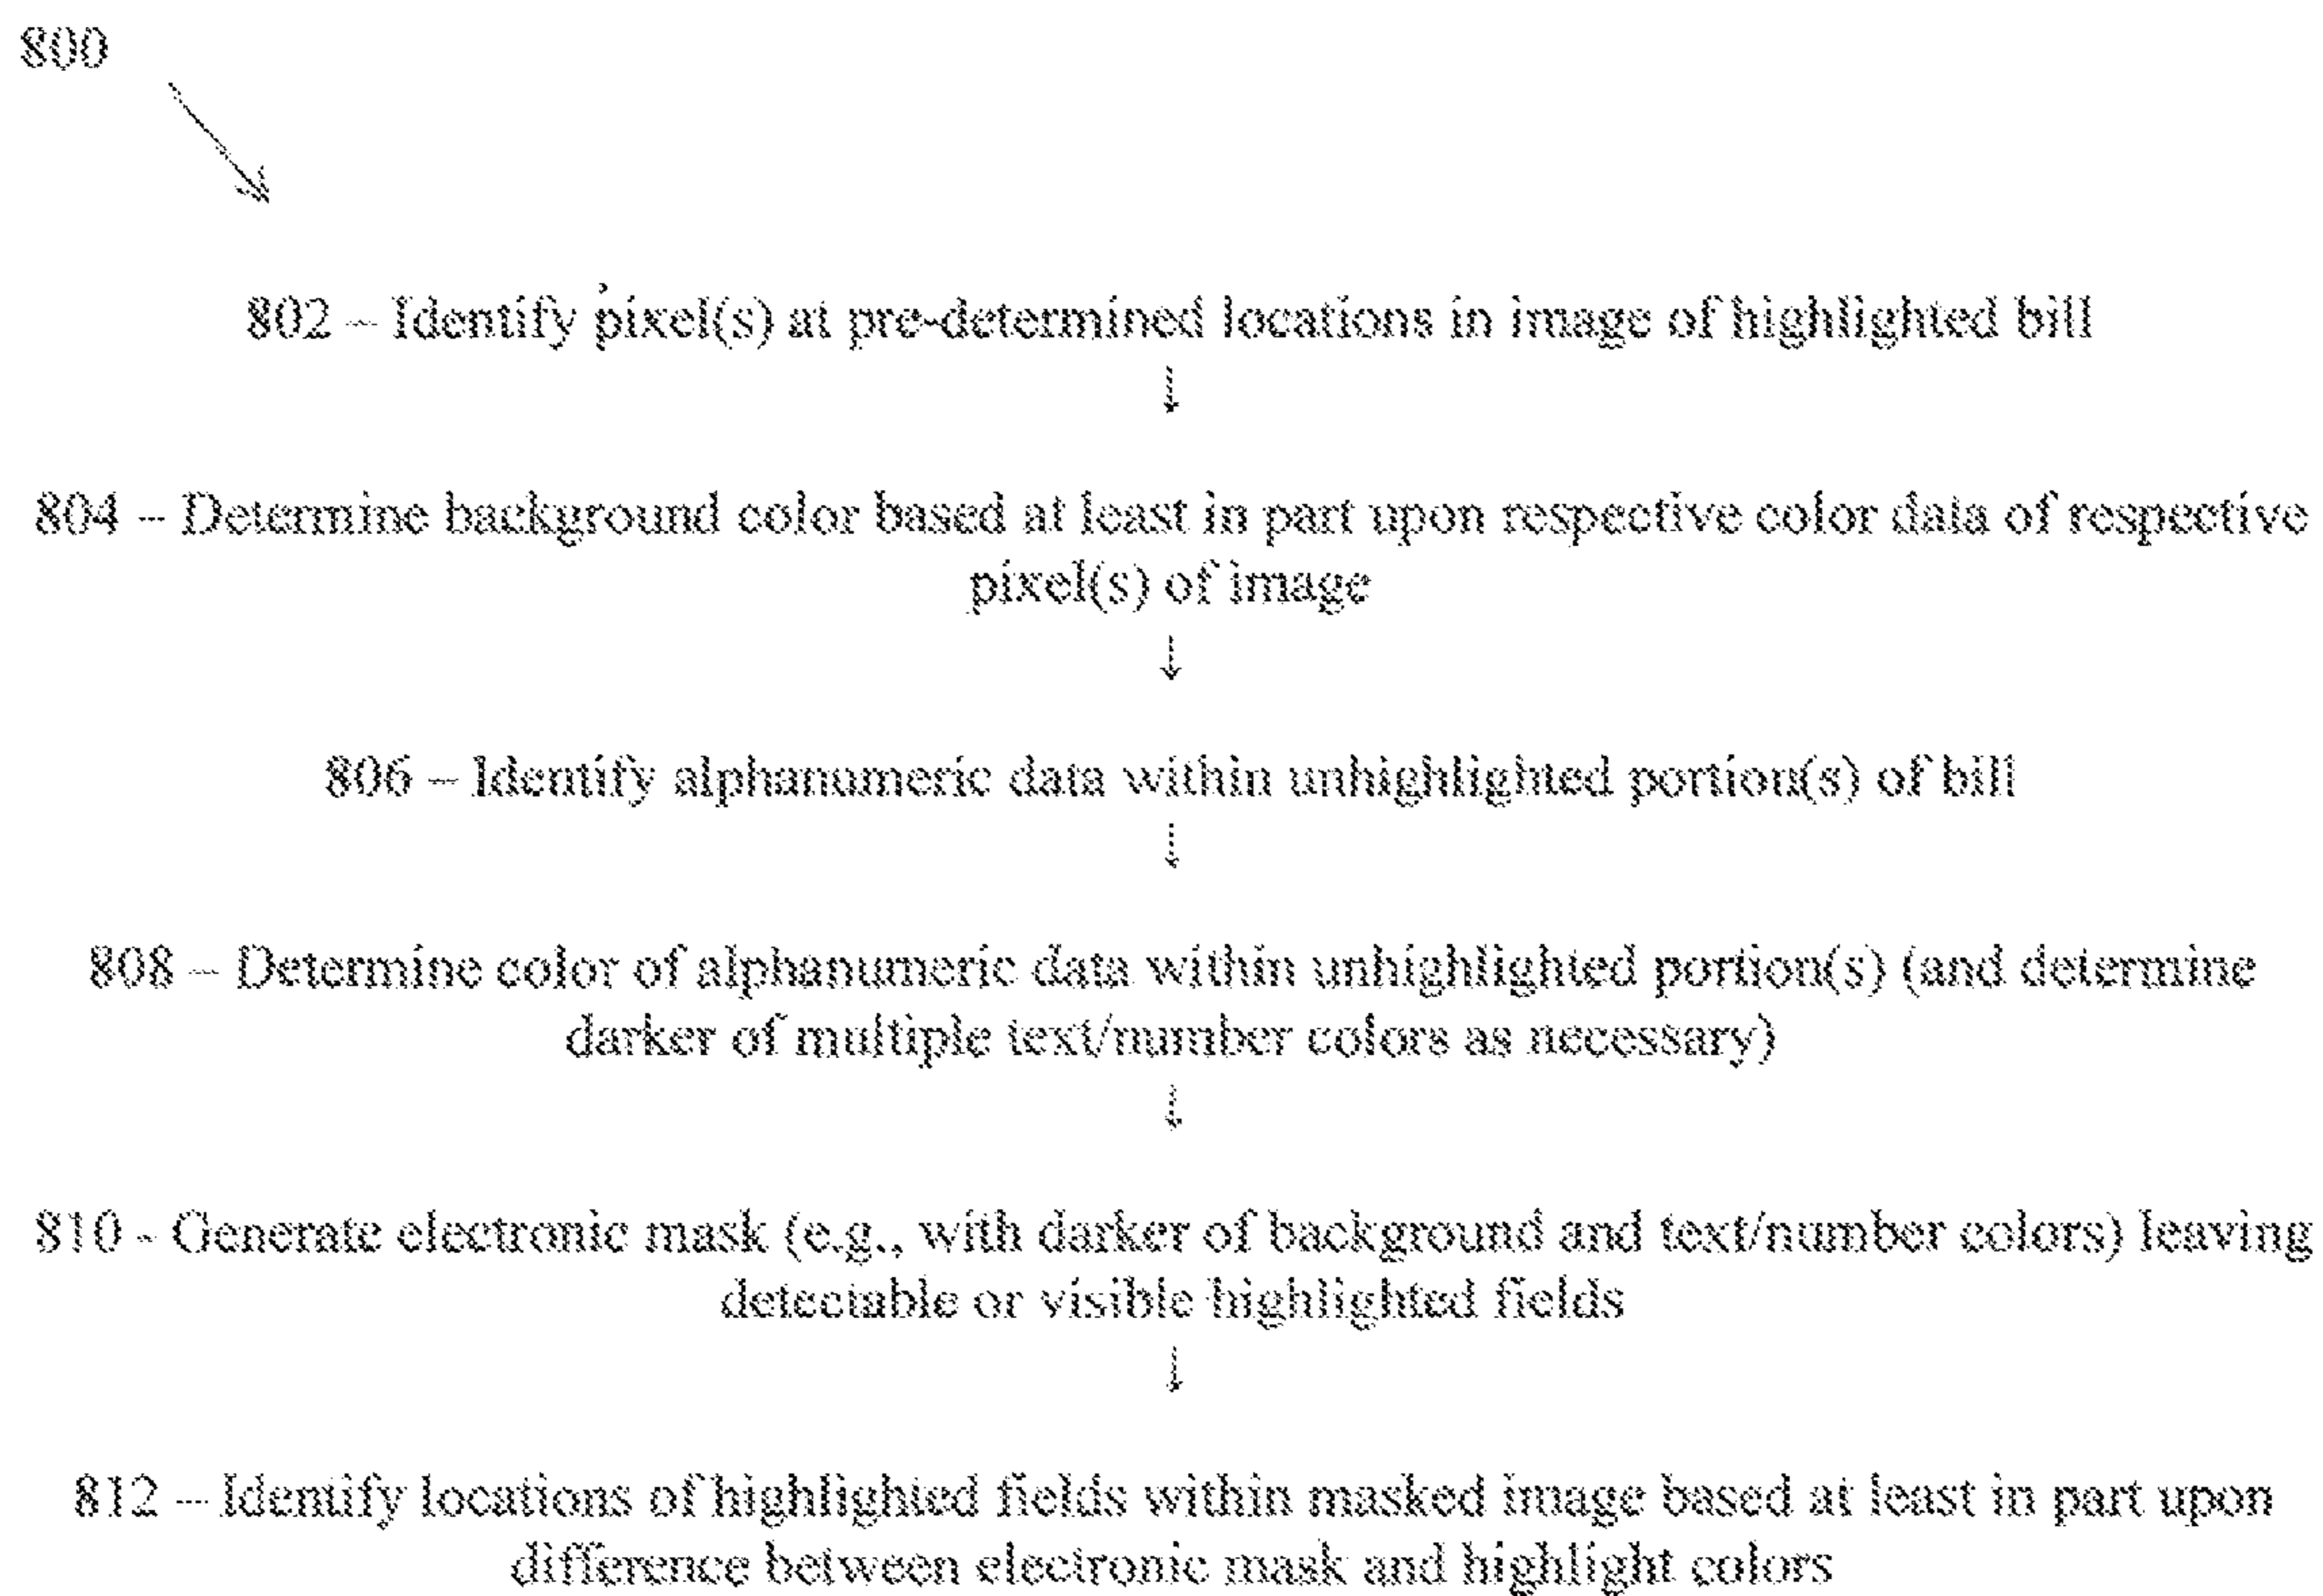 800
802 – Identify pixel(s) at pre-determined locations in image of highlighted bill
↓
804 – Determine background color based at least in part upon respective color data of respective
pixel(s) of image
↓
806 – Identify alphanumeric data within unhighlighted portion(s) of bill
↓
808 – Determine color of alphanumeric data within unhighlighted portion(s) (and determine
darker of multiple text/number colors as necessary)
↓
810 - Generate electronic mask (e.g., with darker of background and text/number colors) leaving
detectable or visible highlighted fields
↓
812 – Identify locations of highlighted fields within masked image based at least in part upon
difference between electronic mask and highlight colors